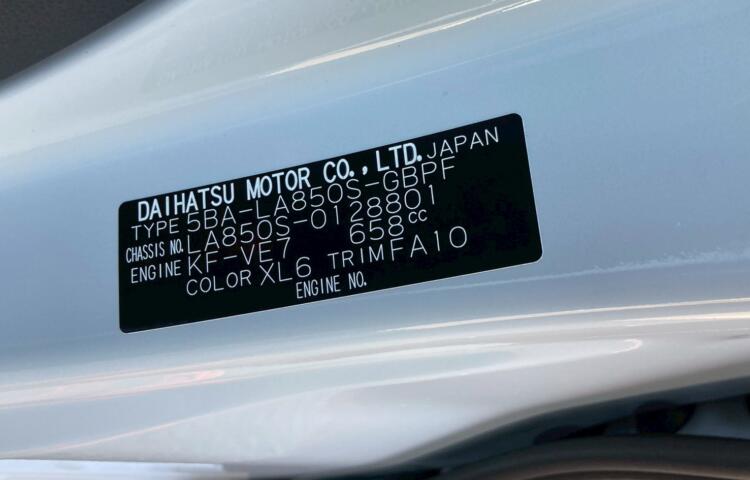 DAIHATSU MOTOR CO., LTD. JAPAN
TYPE 5BA-LA850S-GBPF
CHASSIS NO. LA850S-0128801
ENGINE KF-VE7 658cc
COLOR XL6 TRIM FA10
ENGINE NO.